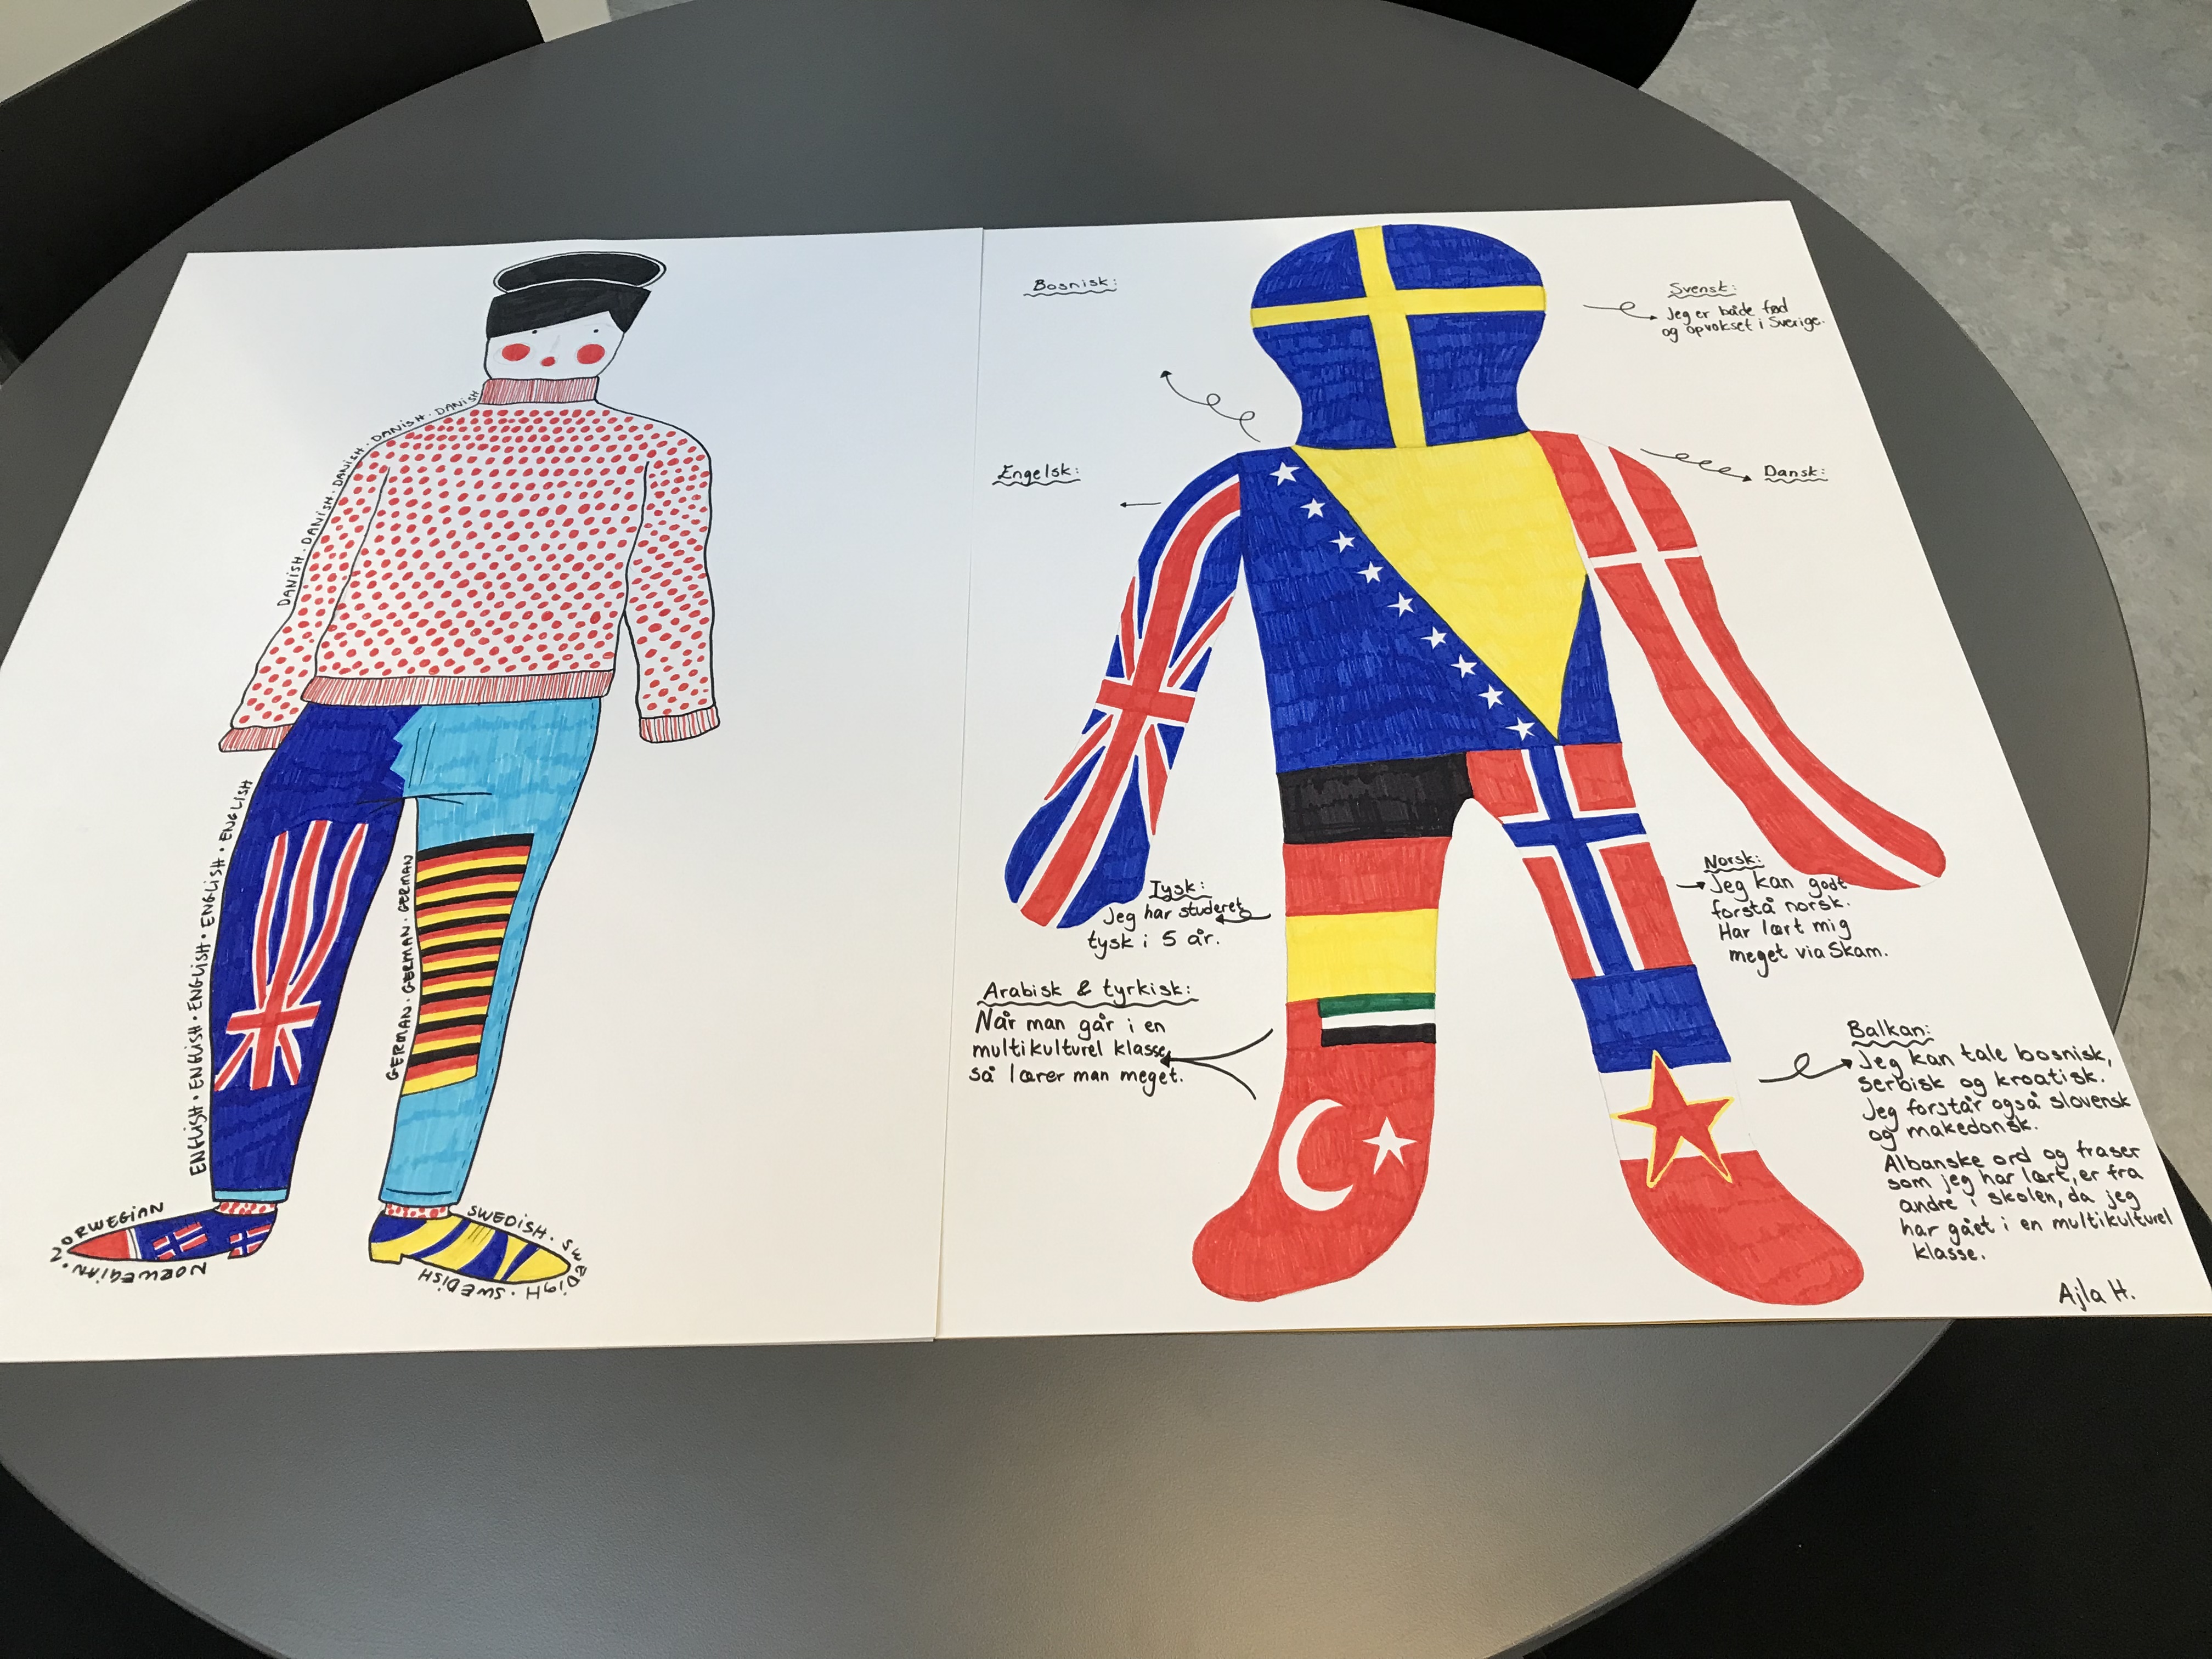 DANISH · DANISH · DANISH · DANISH · DANISH
ENGLISH · ENGLISH · ENGLISH · ENGLISH · ENGLISH
GERMAN · GERMAN · GERMAN
NORWEGIAN
NORWEGIAN ·
SWEDISH · SWEDISH · SWEDISH
Bosnisk:
Svensk:
Jeg er både fød
og opvokset i Sverige.
Engelsk:
Dansk:
Tysk:
Jeg har studeret
tysk i 5 år.
Norsk:
Jeg kan godt
forstå norsk.
Har lært mig
meget via Skam.
Arabisk & tyrkisk:
Når man går i en
multikulturel klasse,
så lærer man meget.
Balkan:
Jeg kan tale bosnisk,
serbisk og kroatisk.
Jeg forstår også slovensk
og makedonsk.
Albanske ord og fraser
som jeg har lært, er fra
andre i skolen, da jeg
har gået i en multikulturel
klasse.
Ajla H.